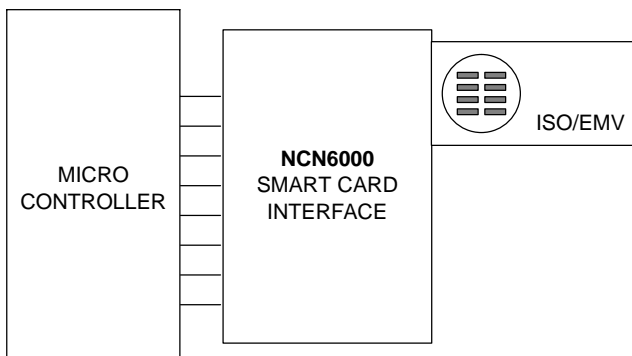 MICRO
CONTROLLER
NCN6000
SMART CARD
INTERFACE
ISO/EMV